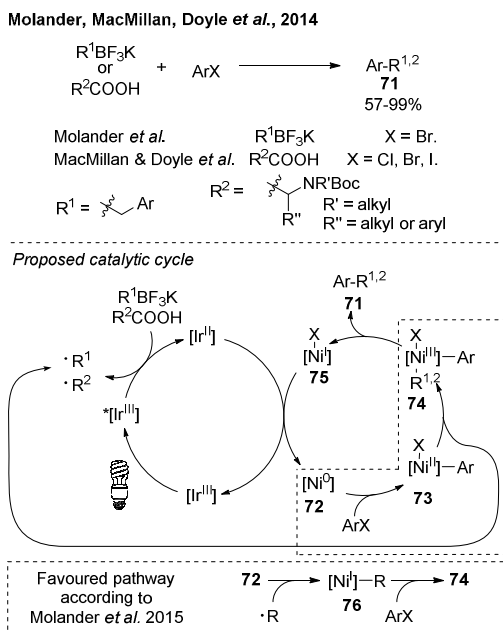 Molander, MacMillan, Doyle et al., 2014
R¹BF₃K
or
R²COOH
+
ArX
Ar-R¹,²
71
57-99%
Molander et al. R¹BF₃K X = Br.
MacMillan & Doyle et al. R²COOH X = Cl, Br, I.
R¹ = Ar
R² = NR'Boc
R"
R' = alkyl
R" = alkyl or aryl
Proposed catalytic cycle
R¹BF₃K
R²COOH
·R¹
·R²
[Irᴵᴵ]
*[Irᴵᴵᴵ]
[Irᴵᴵᴵ]
Ar-R¹,²
71
X
[Niᴵ]
75
X
[Niᴵᴵᴵ]—Ar
R¹,²
74
[Ni⁰]
72
ArX
X
[Niᴵᴵ]—Ar
73
Favoured pathway
according to
Molander et al. 2015
72 [Niᴵ]—R 74
76
·R ArX